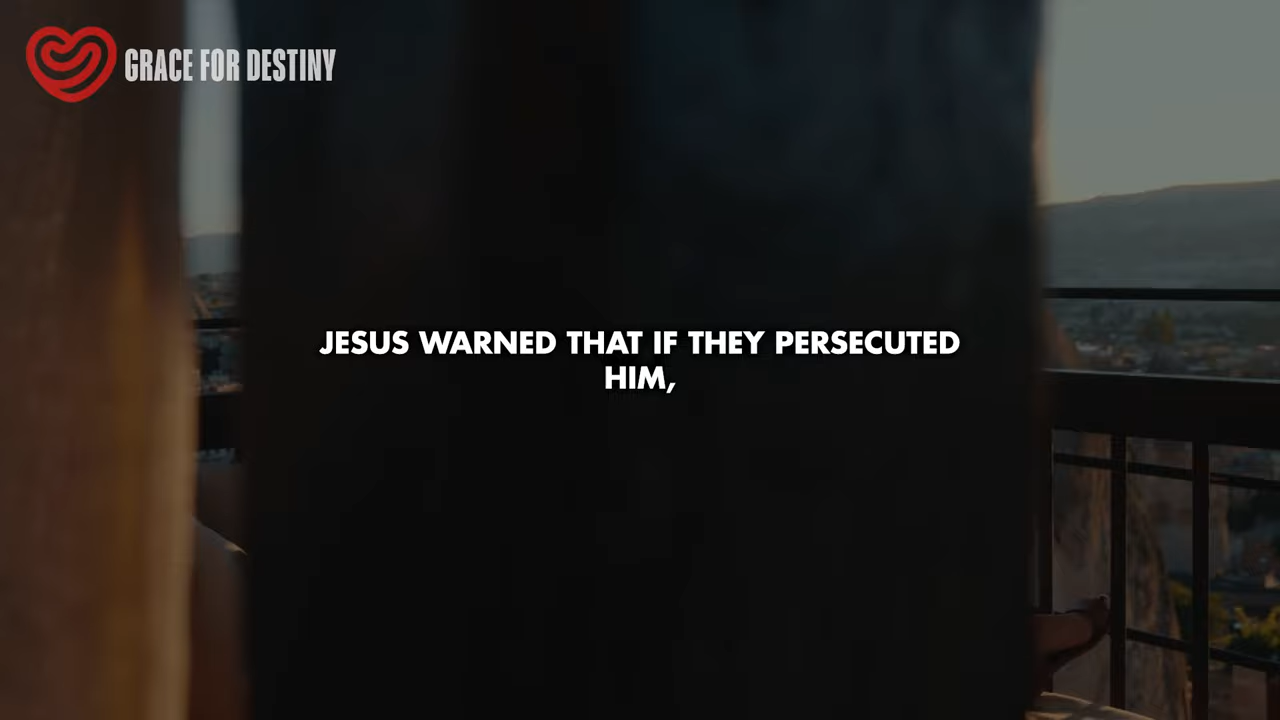 GRACE FOR DESTINY
JESUS WARNED THAT IF THEY PERSECUTED
HIM,